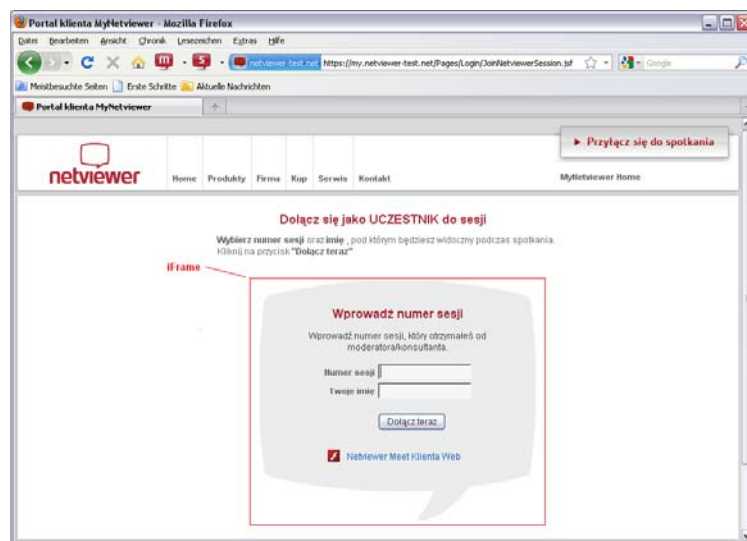 Portal klienta MyNetviewer - Mozilla Firefox
Datei Bearbeiten Ansicht Chronik Lesezeichen Extras Hilfe
netviewer-test.net https://my.netviewer-test.net/Pages/Login/JoinNetviewerSession.jsf Google
Meistbesuchte Seiten Erste Schritte Aktuelle Nachrichten
Portal klienta MyNetviewer
Przyłącz się do spotkania
netviewer
Home Produkty Firma Kup Serwis Kontakt MyNetviewer Home
Dołącz się jako UCZESTNIK do sesji
Wybierz numer sesji oraz imię , pod którym będziesz widoczny podczas spotkania.
Kliknij na przycisk "Dołącz teraz"
iFrame
Wprowadź numer sesji
Wprowadź numer sesji, który otrzymałeś od
moderatora/konsultanta.
Numer sesji
Twoje imię
Dołącz teraz
Netviewer Meet Klienta Web